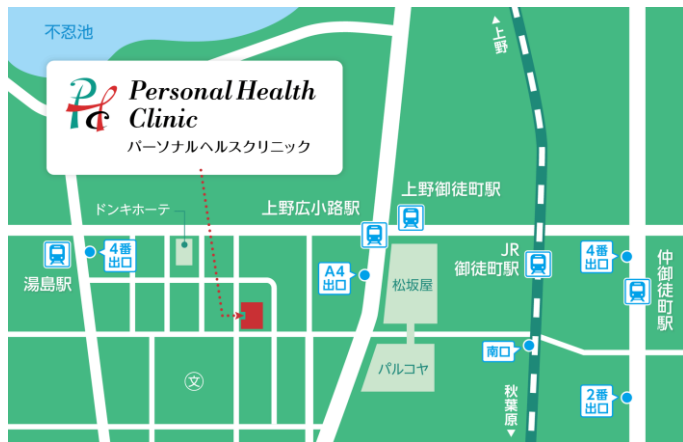 不忍池
▲上野
PHC
Personal Health
Clinic
パーソナルヘルスクリニック
ドンキホーテ
上野広小路駅
上野御徒町駅
4番
出口
湯島駅
A4
出口
松坂屋
JR
御徒町駅
4番
出口
仲御徒町駅
南口
パルコヤ
文
秋葉原▼
2番
出口